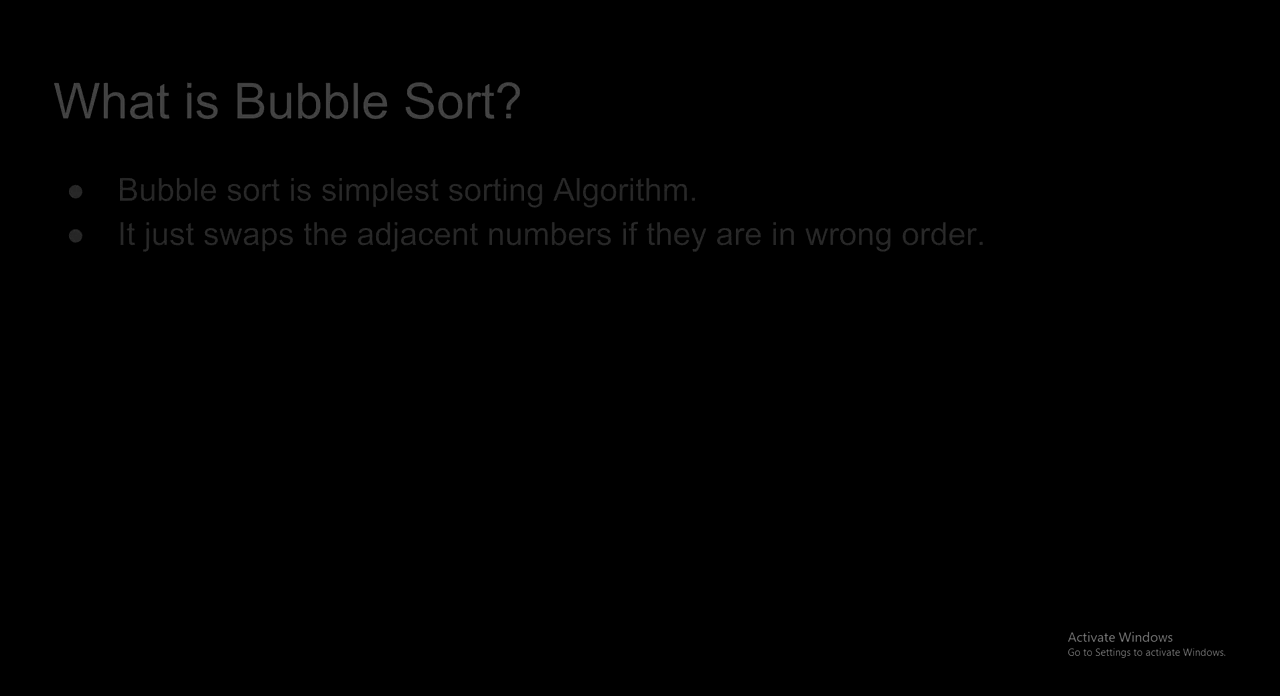 What is Bubble Sort?
● Bubble sort is simplest sorting Algorithm.
● It just swaps the adjacent numbers if they are in wrong order.
Activate Windows
Go to Settings to activate Windows.